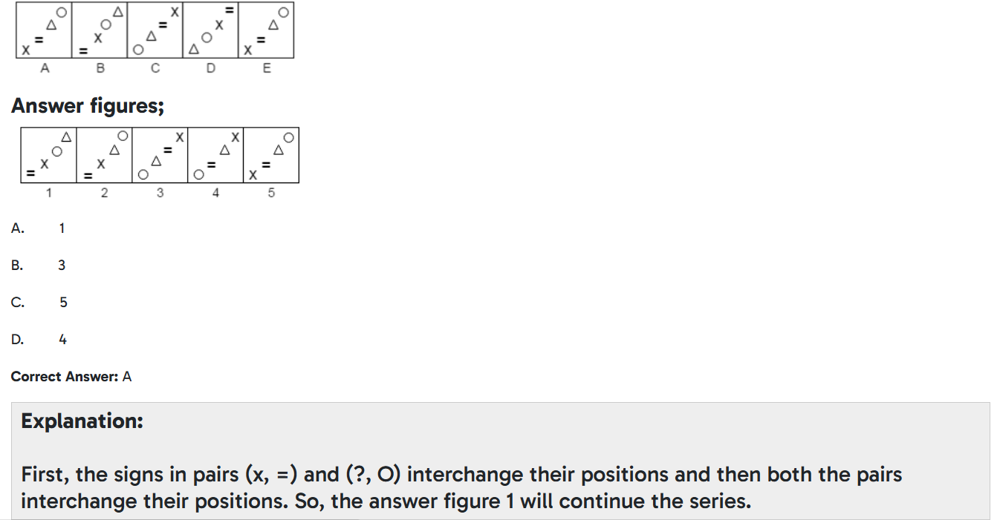 A B C D E
Answer figures;
1 2 3 4 5
A. 1
B. 3
C. 5
D. 4
Correct Answer: A
Explanation:
First, the signs in pairs (x, =) and (?, O) interchange their positions and then both the pairs
interchange their positions. So, the answer figure 1 will continue the series.